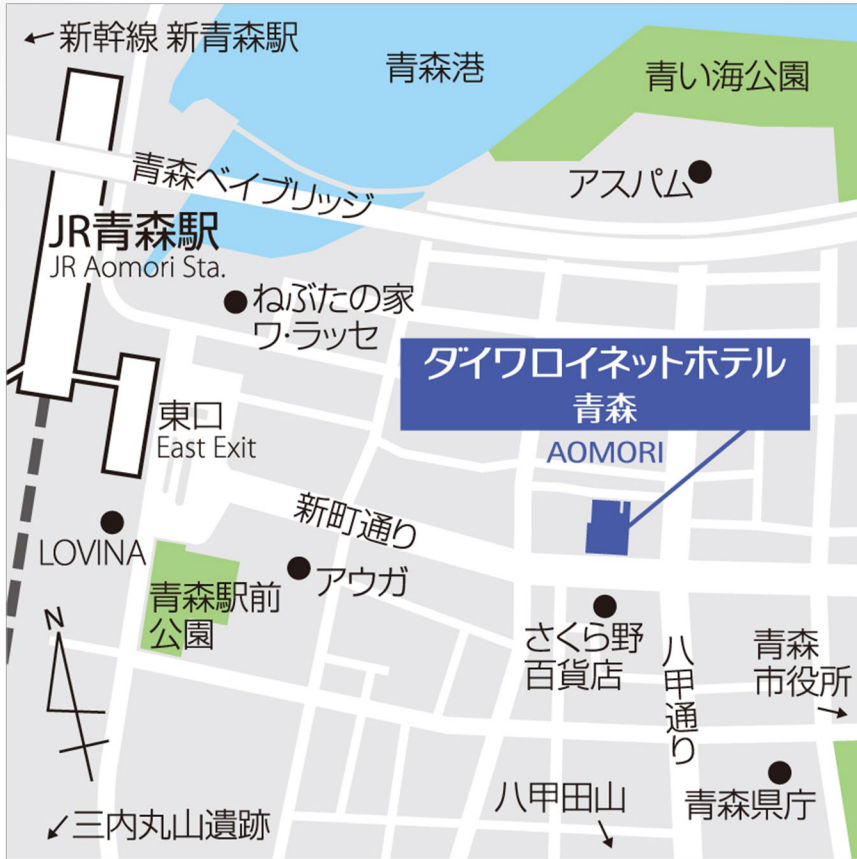 ←新幹線 新青森駅
青森港
青い海公園
アスパム
青森ベイブリッジ
JR青森駅
JR Aomori Sta.
ねぶたの家
ワ・ラッセ
ダイワロイネットホテル
青森
AOMORI
東口
East Exit
新町通り
LOVINA
アウガ
青森駅前
公園
さくら野
百貨店
八甲通り
青森
市役所
N
八甲田山
青森県庁
三内丸山遺跡